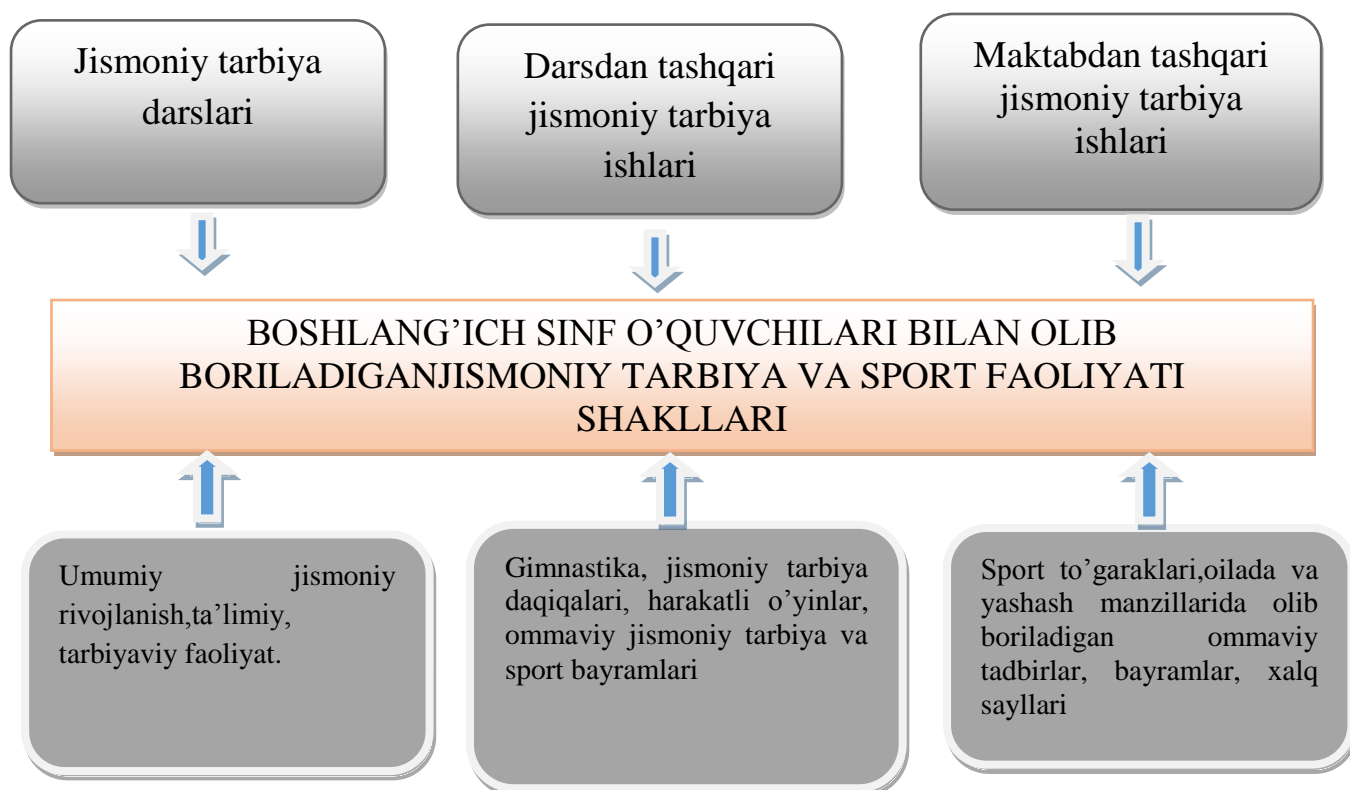 Jismoniy tarbiya
darslari
Darsdan tashqari
jismoniy tarbiya
ishlari
Maktabdan tashqari
jismoniy tarbiya
ishlari
BOSHLANG’ICH SINF O’QUVCHILARI BILAN OLIB
BORILADIGANJISMONIY TARBIYA VA SPORT FAOLIYATI
SHAKLLARI
Umumiy jismoniy
rivojlanish,ta’limiy,
tarbiyaviy faoliyat.
Gimnastika, jismoniy tarbiya
daqiqalari, harakatli o’yinlar,
ommaviy jismoniy tarbiya va
sport bayramlari
Sport to’garaklari,oilada va
yashash manzillarida olib
boriladigan ommaviy
tadbirlar, bayramlar, xalq
sayllari